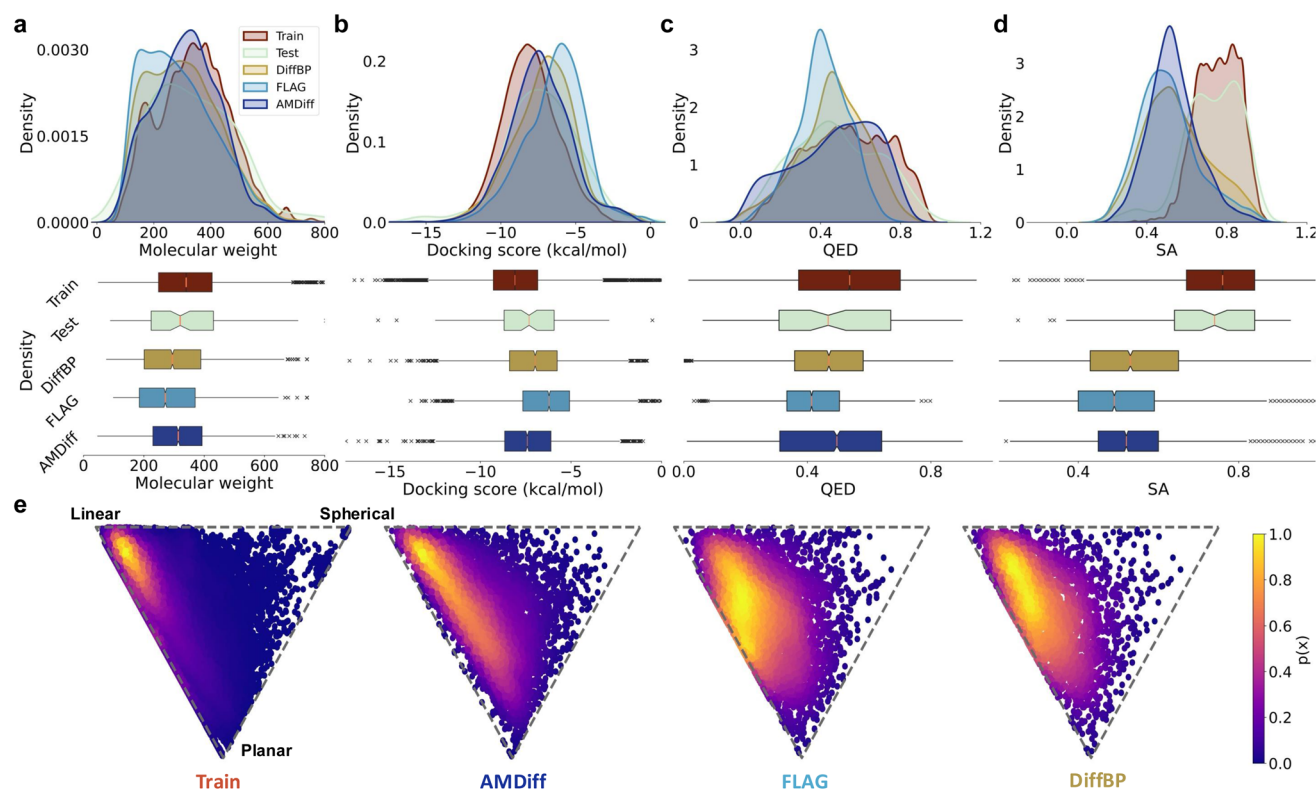 a
b
c
d
Train
Test
DiffBP
FLAG
AMDiff
Density
0.0030
0.0015
0.0000
0 200 400 600 800
Molecular weight
Density
0.2
0.1
0.0
−15 −10 −5 0
Docking score (kcal/mol)
Density
3
2
1
0
0.0 0.4 0.8 1.2
QED
Density
3
2
1
0
0.0 0.4 0.8 1.2
SA
Density
Train
Test
DiffBP
FLAG
AMDiff
0 200 400 600 800
Molecular weight
−15 −10 −5 0
Docking score (kcal/mol)
0.0 0.4 0.8
QED
0.4 0.8
SA
e
Linear
Spherical
Planar
Train
AMDiff
FLAG
DiffBP
1.0
0.8
0.6
0.4
0.2
0.0
p(x)